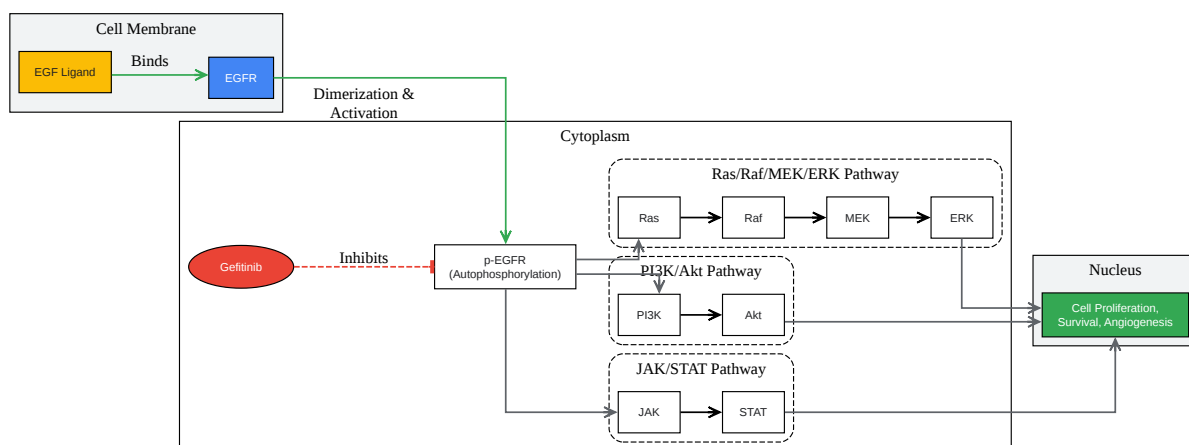 Cell Membrane
EGF Ligand
Binds
EGFR
Dimerization &
Activation
Cytoplasm
Ras/Raf/MEK/ERK Pathway
Ras
Raf
MEK
ERK
Gefitinib
Inhibits
p-EGFR
(Autophosphorylation)
PI3K/Akt Pathway
PI3K
Akt
Nucleus
Cell Proliferation,
Survival, Angiogenesis
JAK/STAT Pathway
JAK
STAT